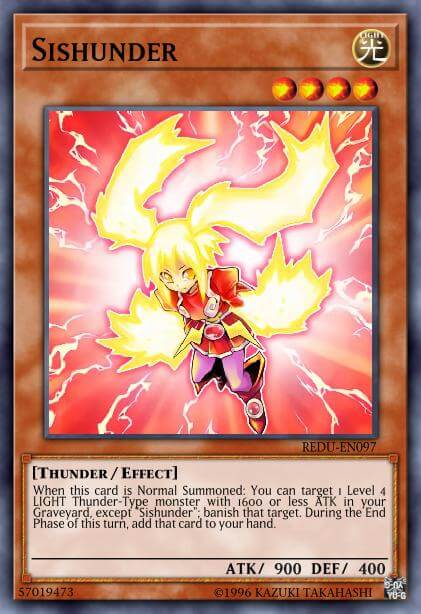 SISHUNDER
LIGHT
光
REDU-EN097
[THUNDER / EFFECT]
When this card is Normal Summoned: You can target 1 Level 4
LIGHT Thunder-Type monster with 1600 or less ATK in your
Graveyard, except "Sishunder"; banish that target. During the End
Phase of this turn, add that card to your hand.
ATK/ 900 DEF/ 400
57019473
©1996 KAZUKI TAKAHASHI